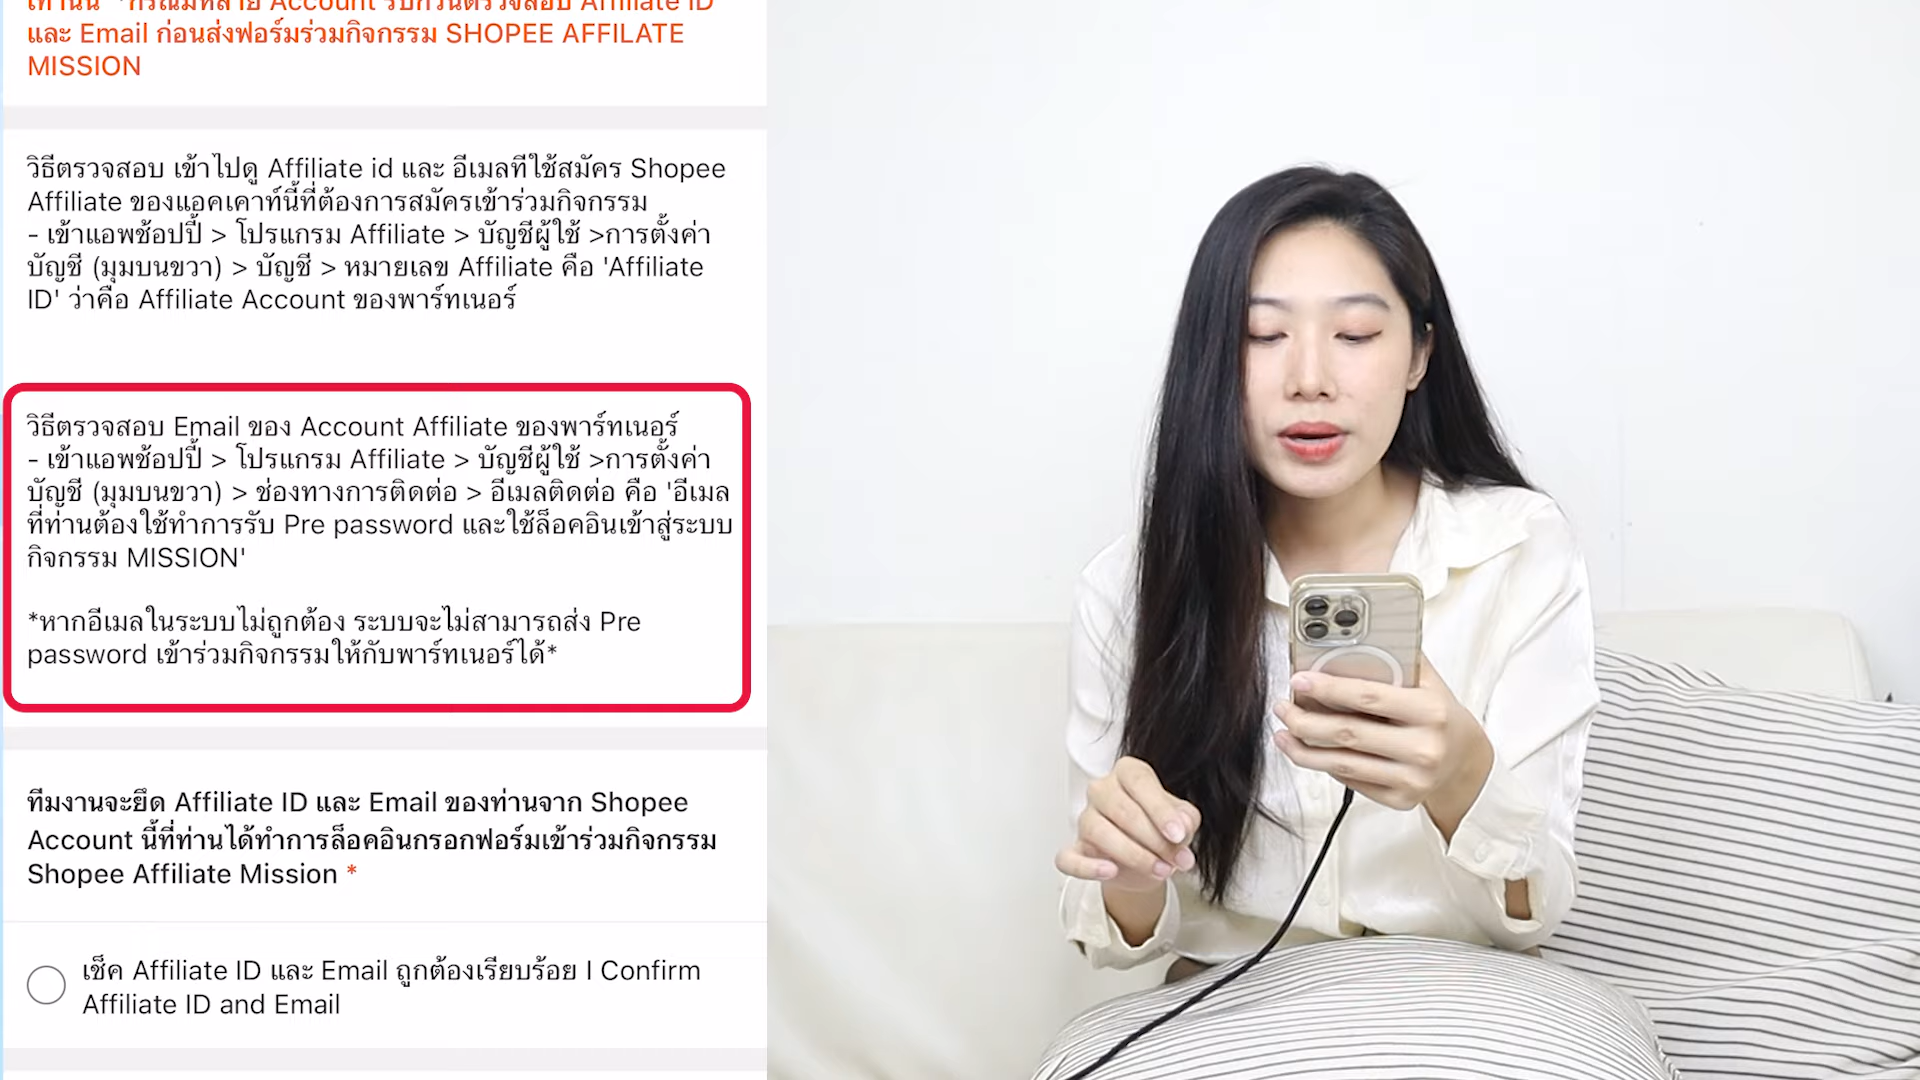 และ Email ก่อนส่งฟอร์มร่วมกิจกรรม SHOPEE AFFILATE
MISSION
วิธีตรวจสอบ เข้าไปดู Affiliate id และ อีเมลทีใช้สมัคร Shopee
Affiliate ของแอคเคาท์นี้ที่ต้องการสมัครเข้าร่วมกิจกรรม
- เข้าแอพช้อปปี้ > โปรแกรม Affiliate > บัญชีผู้ใช้ >การตั้งค่า
บัญชี (มุมบนขวา) > บัญชี > หมายเลข Affiliate คือ 'Affiliate
ID' ว่าคือ Affiliate Account ของพาร์ทเนอร์
วิธีตรวจสอบ Email ของ Account Affiliate ของพาร์ทเนอร์
- เข้าแอพช้อปปี้ > โปรแกรม Affiliate > บัญชีผู้ใช้ >การตั้งค่า
บัญชี (มุมบนขวา) > ช่องทางการติดต่อ > อีเมลติดต่อ คือ 'อีเมล
ที่ท่านต้องใช้ทำการรับ Pre password และใช้ล็อคอินเข้าสู่ระบบ
กิจกรรม MISSION'
*หากอีเมลในระบบไม่ถูกต้อง ระบบจะไม่สามารถส่ง Pre
password เข้าร่วมกิจกรรมให้กับพาร์ทเนอร์ได้*
ทีมงานจะยึด Affiliate ID และ Email ของท่านจาก Shopee
Account นี้ที่ท่านได้ทำการล็อคอินกรอกฟอร์มเข้าร่วมกิจกรรม
Shopee Affiliate Mission *
เช็ค Affiliate ID และ Email ถูกต้องเรียบร้อย I Confirm
Affiliate ID and Email